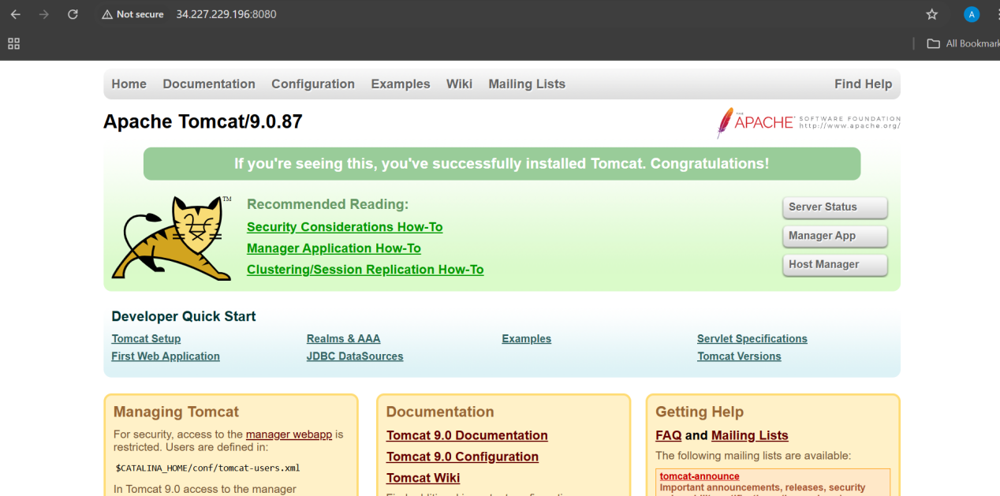 Not secure 34.227.229.196:8080
A
All Bookmark
Home Documentation Configuration Examples Wiki Mailing Lists Find Help
Apache Tomcat/9.0.87
THE
APACHE SOFTWARE FOUNDATION
http://www.apache.org/
If you're seeing this, you've successfully installed Tomcat. Congratulations!
TM
Recommended Reading:
Security Considerations How-To
Manager Application How-To
Clustering/Session Replication How-To
Server Status
Manager App
Host Manager
Developer Quick Start
Tomcat Setup
First Web Application
Realms & AAA
JDBC DataSources
Examples
Servlet Specifications
Tomcat Versions
Managing Tomcat
For security, access to the manager webapp is
restricted. Users are defined in:
$CATALINA_HOME/conf/tomcat-users.xml
In Tomcat 9.0 access to the manager
Documentation
Tomcat 9.0 Documentation
Tomcat 9.0 Configuration
Tomcat Wiki
Getting Help
FAQ and Mailing Lists
The following mailing lists are available:
tomcat-announce
Important announcements, releases, security